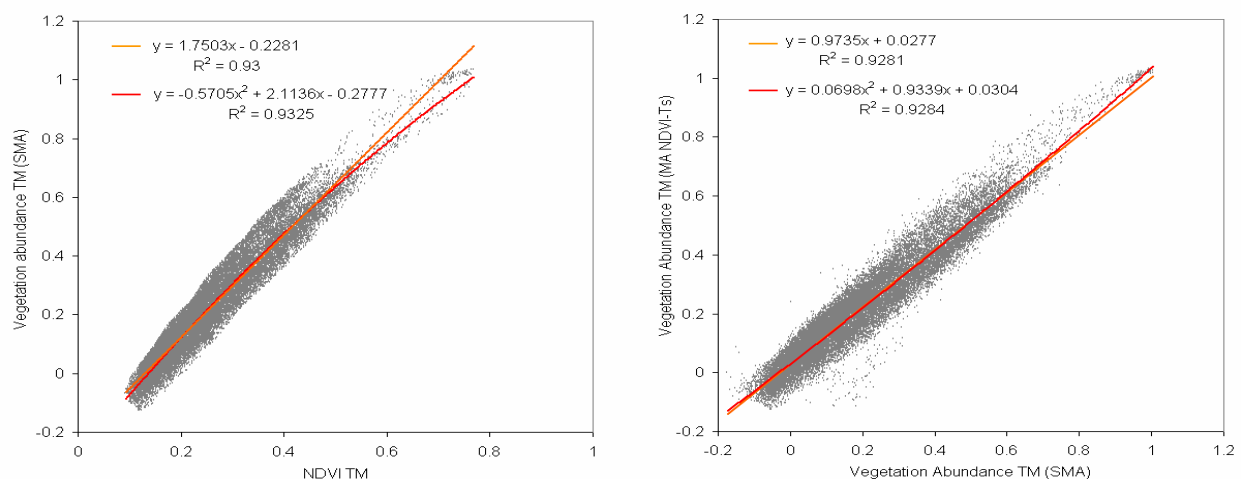 y = 1.7503x - 0.2281
R² = 0.93
y = -0.5705x² + 2.1136x - 0.2777
R² = 0.9325
1.2
1
0.8
0.6
0.4
0.2
0
-0.2
Vegetation abundance TM (SMA)
0 0.2 0.4 0.6 0.8 1
NDVI TM
y = 0.9735x + 0.0277
R² = 0.9281
y = 0.0698x² + 0.9339x + 0.0304
R² = 0.9284
1.2
1
0.8
0.6
0.4
0.2
0
-0.2
Vegetation Abundance TM (MA NDVI-Ts)
-0.2 0 0.2 0.4 0.6 0.8 1 1.2
Vegetation Abundance TM (SMA)